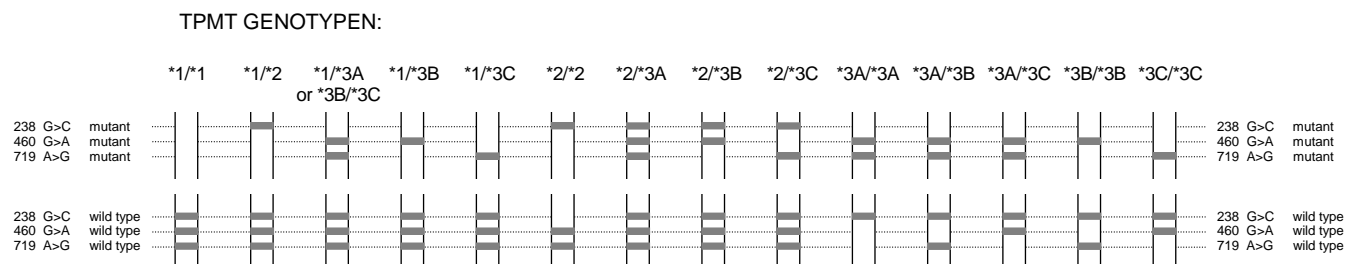 TPMT GENOTYPEN:
*1/*1 *1/*2 *1/*3A *1/*3B *1/*3C *2/*2 *2/*3A *2/*3B *2/*3C *3A/*3A *3A/*3B *3A/*3C *3B/*3B *3C/*3C
or *3B/*3C
238 G>C mutant 238 G>C mutant
460 G>A mutant 460 G>A mutant
719 A>G mutant 719 A>G mutant
238 G>C wild type 238 G>C wild type
460 G>A wild type 460 G>A wild type
719 A>G wild type 719 A>G wild type